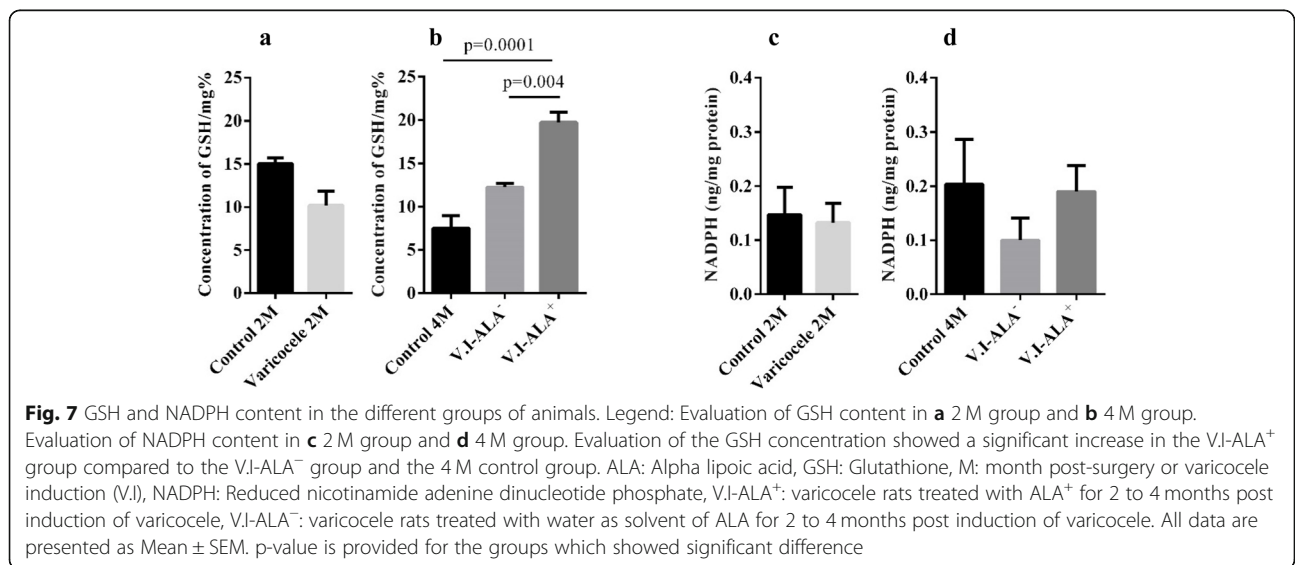 a
b
c
d
p=0.0001
p=0.004
Concentration of GSH/mg%
25
20
15
10
5
0
Control 2M
Varicocele 2M
Concentration of GSH/mg%
25
20
15
10
5
0
Control 4M
V.I-ALA⁻
V.I-ALA⁺
NADPH (ng/mg protein)
0.4
0.3
0.2
0.1
0.0
Control 2M
Varicocele 2M
NADPH (ng/mg protein)
0.4
0.3
0.2
0.1
0.0
Control 4M
V.I-ALA⁻
V.I-ALA⁺
Fig. 7 GSH and NADPH content in the different groups of animals. Legend: Evaluation of GSH content in a 2 M group and b 4 M group.
Evaluation of NADPH content in c 2 M group and d 4 M group. Evaluation of the GSH concentration showed a significant increase in the V.I-ALA⁺
group compared to the V.I-ALA⁻ group and the 4 M control group. ALA: Alpha lipoic acid, GSH: Glutathione, M: month post-surgery or varicocele
induction (V.I), NADPH: Reduced nicotinamide adenine dinucleotide phosphate, V.I-ALA⁺: varicocele rats treated with ALA⁺ for 2 to 4 months post
induction of varicocele, V.I-ALA⁻: varicocele rats treated with water as solvent of ALA for 2 to 4 months post induction of varicocele. All data are
presented as Mean ± SEM. p-value is provided for the groups which showed significant difference